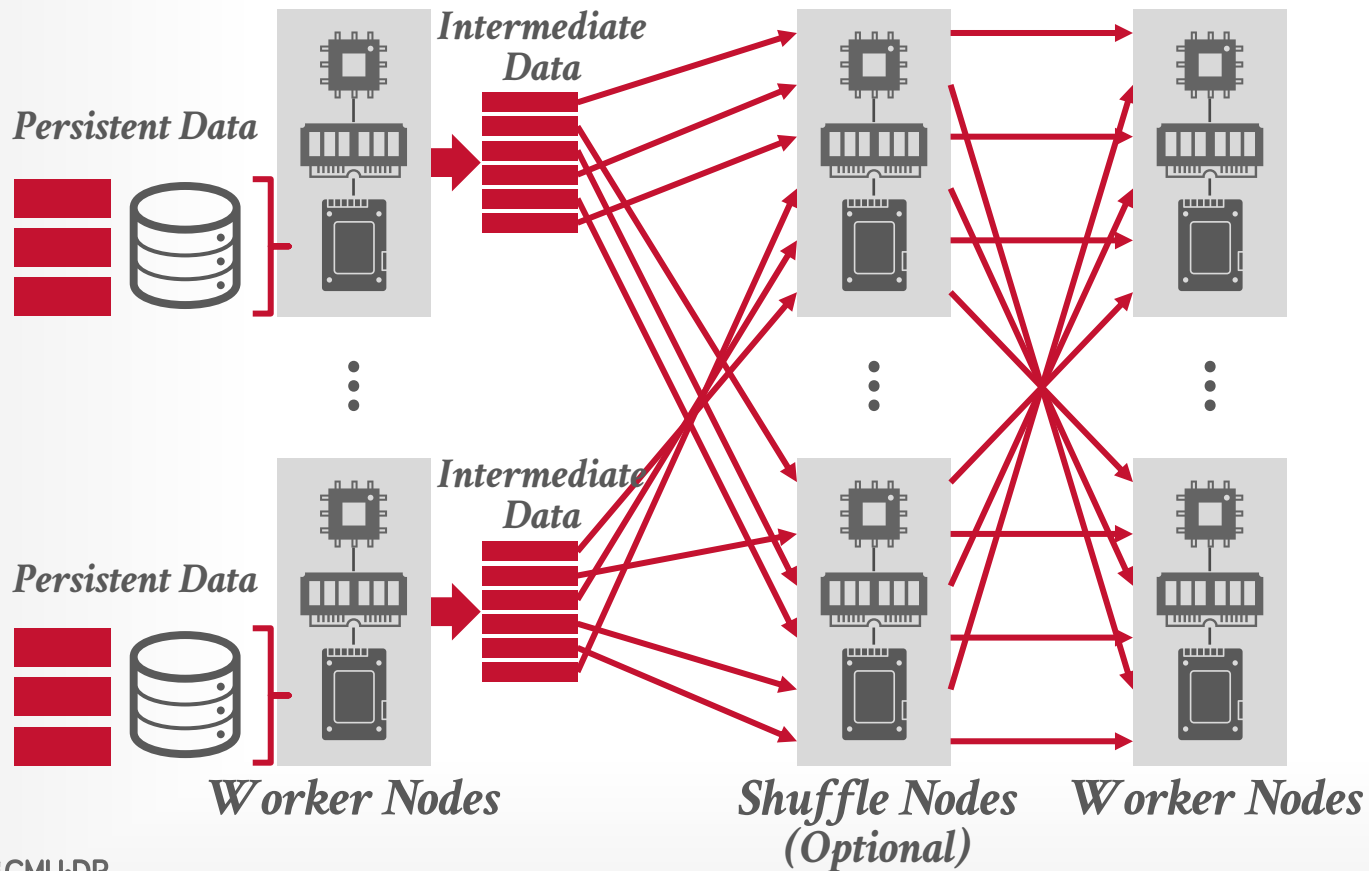 Intermediate
Data
Persistent Data
Intermediate
Data
Persistent Data
Worker Nodes
Shuffle Nodes
(Optional)
Worker Nodes